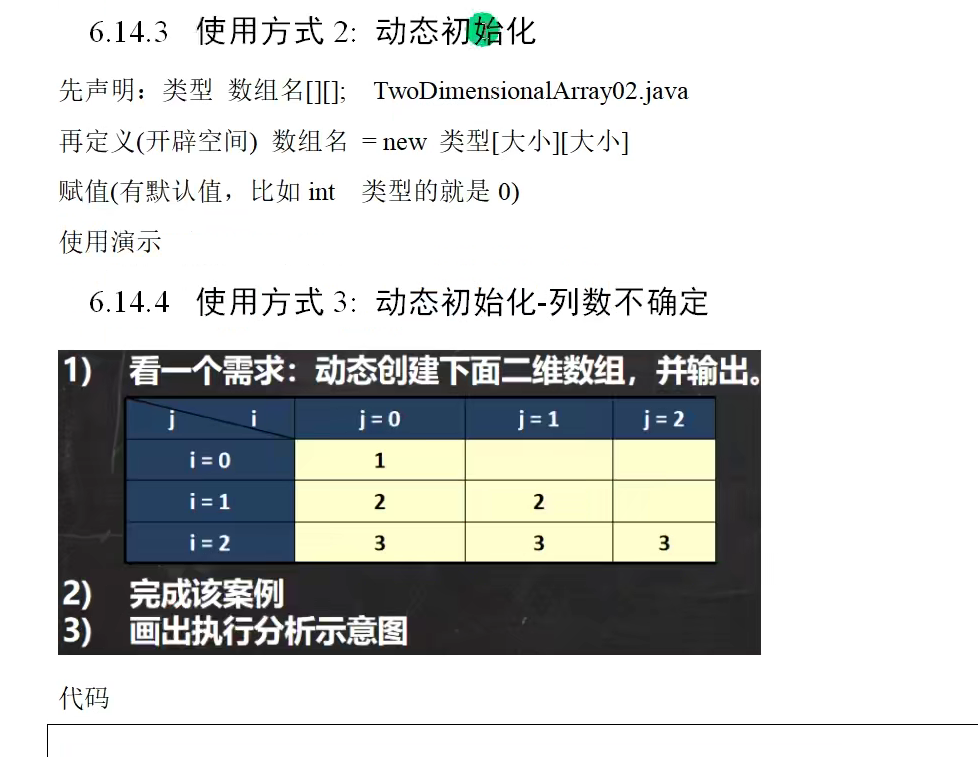 6.14.3 使用方式 2: 动态初始化
先声明：类型 数组名[][]; TwoDimensionalArray02.java
再定义(开辟空间) 数组名 = new 类型[大小][大小]
赋值(有默认值，比如 int 类型的就是 0)
使用演示
6.14.4 使用方式 3: 动态初始化-列数不确定
1) 看一个需求：动态创建下面二维数组，并输出。
j i j = 0 j = 1 j = 2
i = 0 1
i = 1 2 2
i = 2 3 3 3
2) 完成该案例
3) 画出执行分析示意图
代码